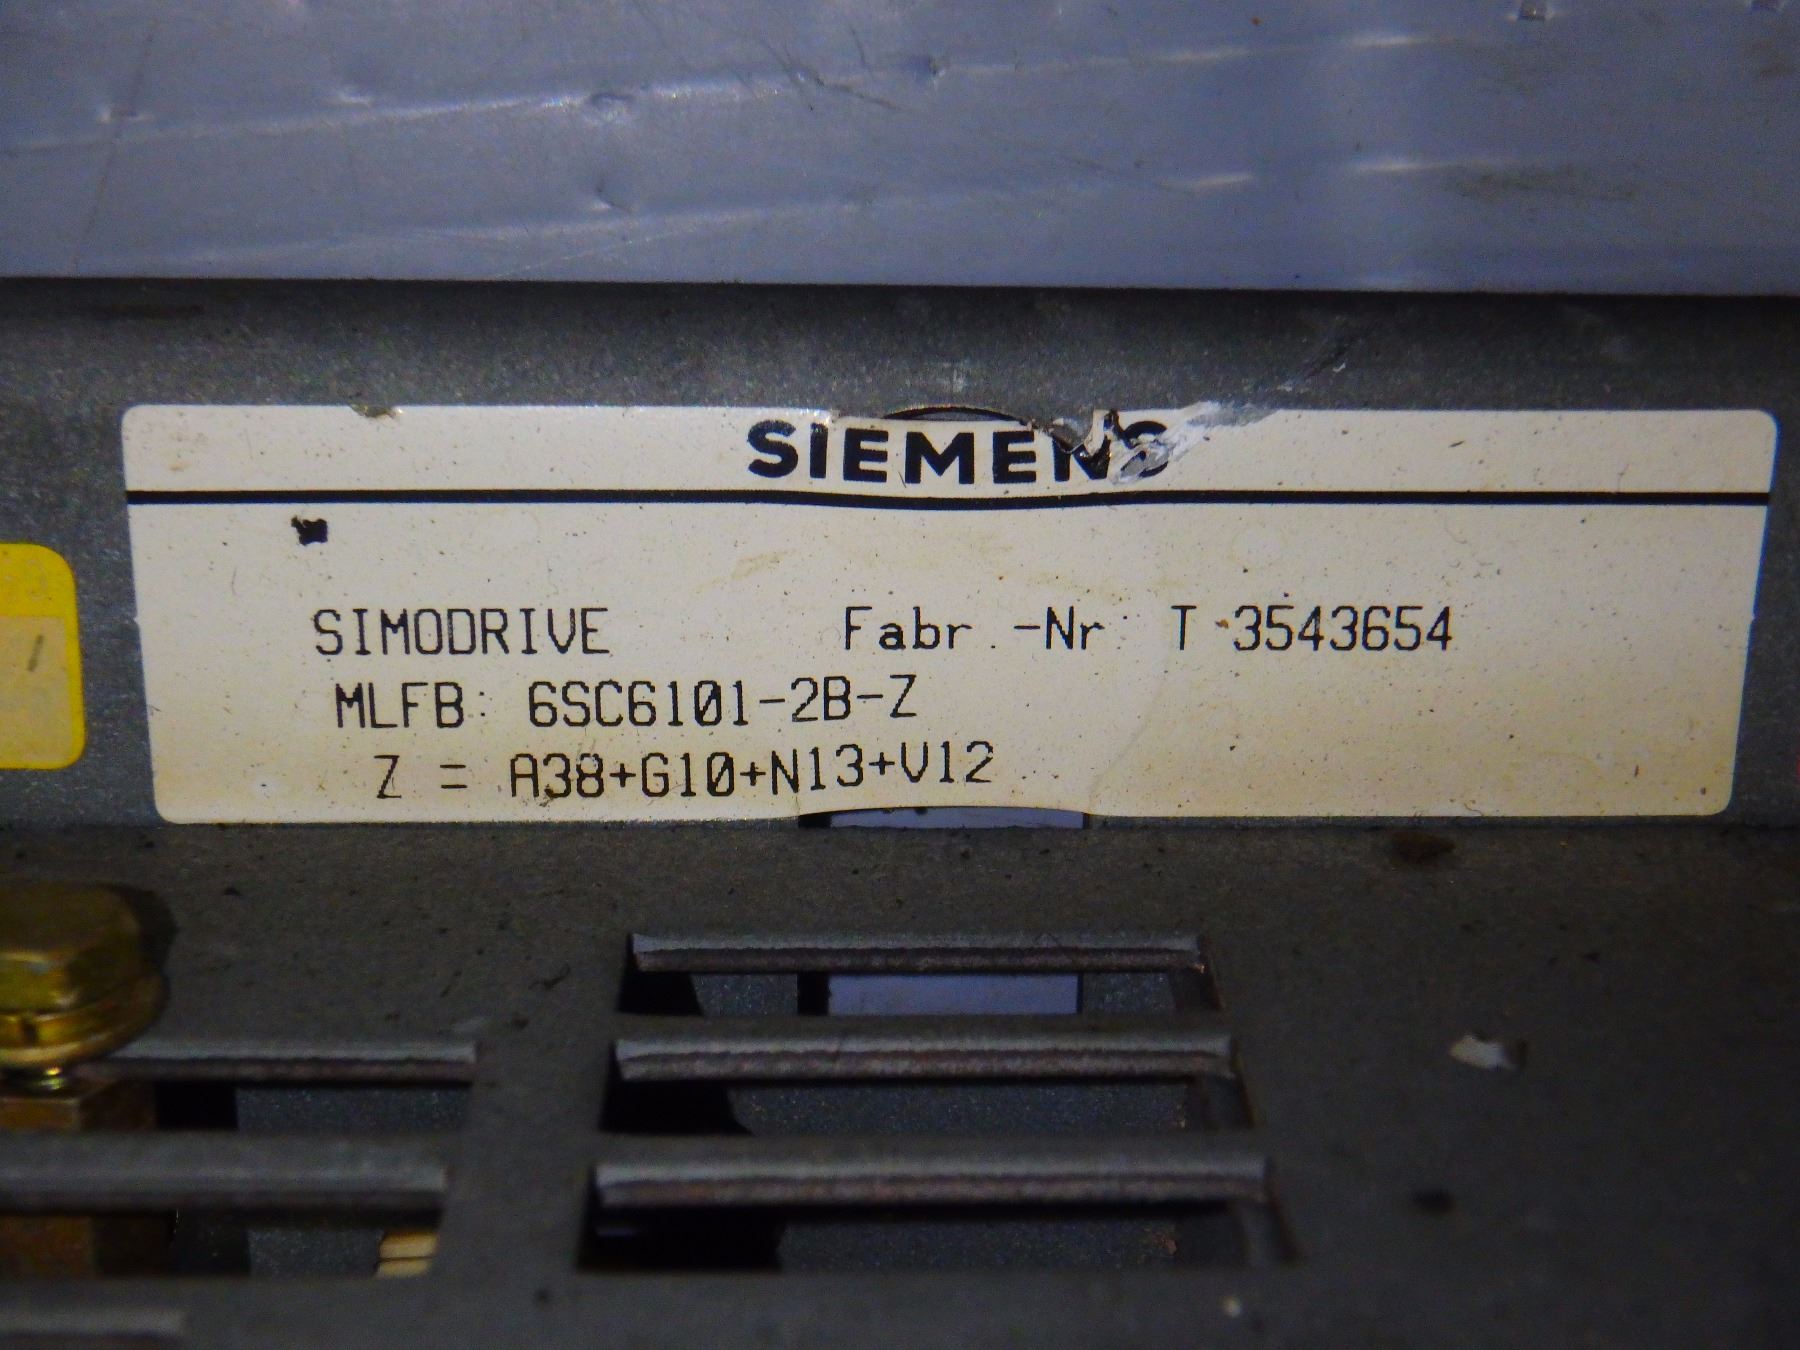 SIEMENS
SIMODRIVE Fabr.-Nr: T 3543654
MLFB: 6SC6101-2B-Z
Z = A38+G10+N13+V12